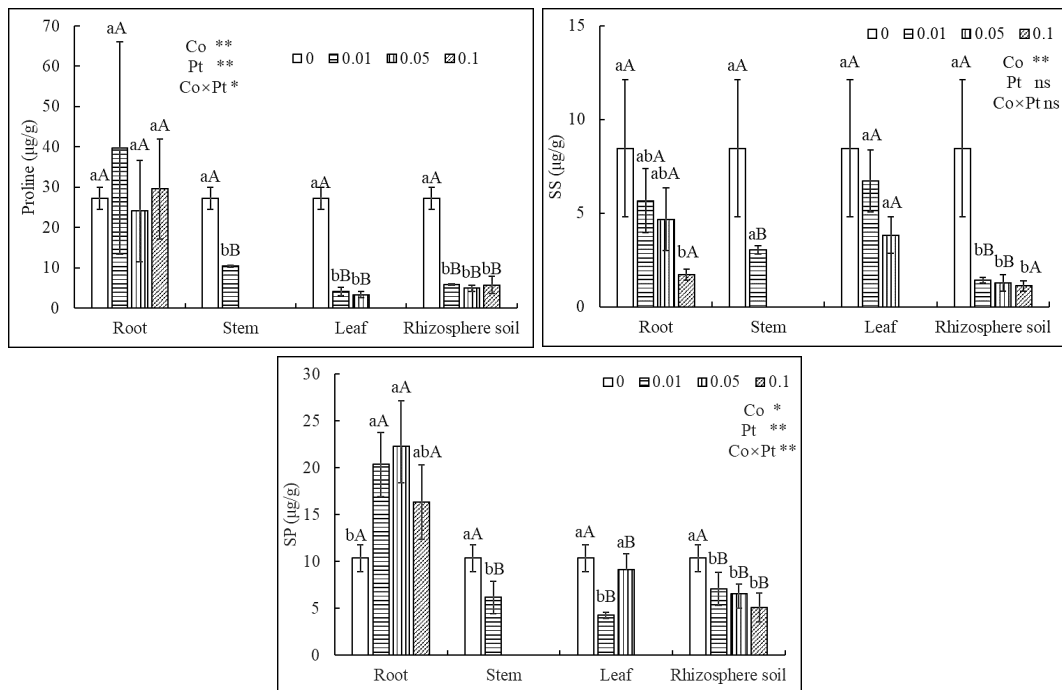 70
60
50
40
30
20
10
0
Proline (μg/g)
Co **
Pt **
Co×Pt *
0 0.01 0.05 0.1
aA aA aA aA
aA bB
aA bB bB
aA bB bB bB
Root Stem Leaf Rhizosphere soil
15
10
5
0
SS (μg/g)
0 0.01 0.05 0.1
Co **
Pt ns
Co×Pt ns
aA abA abA bA
aA aB
aA aA aA
aA bB bB bA
Root Stem Leaf Rhizosphere soil
30
25
20
15
10
5
0
SP (μg/g)
0 0.01 0.05 0.1
Co *
Pt **
Co×Pt **
bA aA aA abA
aA bB
aA bB aB
aA bB bB bB
Root Stem Leaf Rhizosphere soil